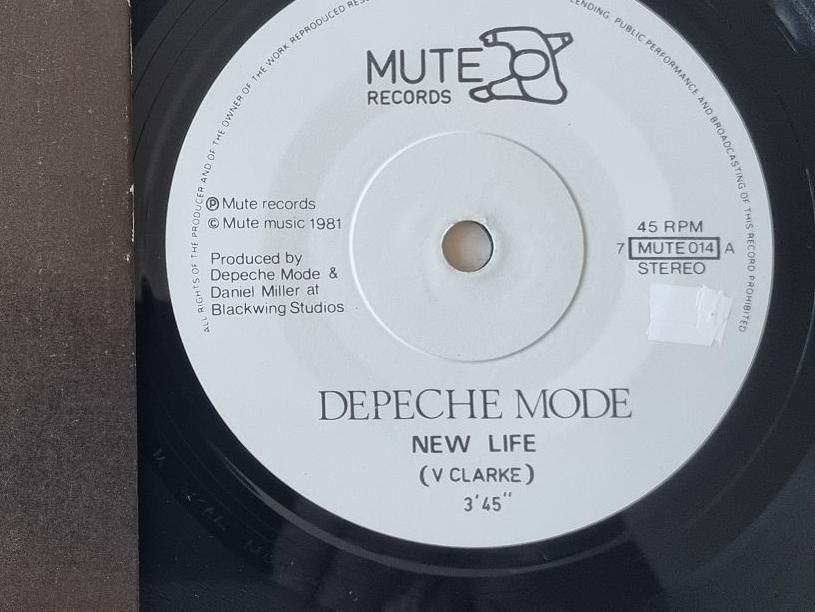 ALL RIGHTS OF THE PRODUCER AND OF THE OWNER OF THE WORK REPRODUCED RES
LENDING, PUBLIC PERFORMANCE AND BROADCASTING OF THIS RECORD PROHIBITED
MUTE
RECORDS
Ⓟ Mute records
© Mute music 1981
Produced by
Depeche Mode &
Daniel Miller at
Blackwing Studios
45 RPM
7 MUTE 014 A
STEREO
DEPECHE MODE
NEW LIFE
(V CLARKE)
3'45"